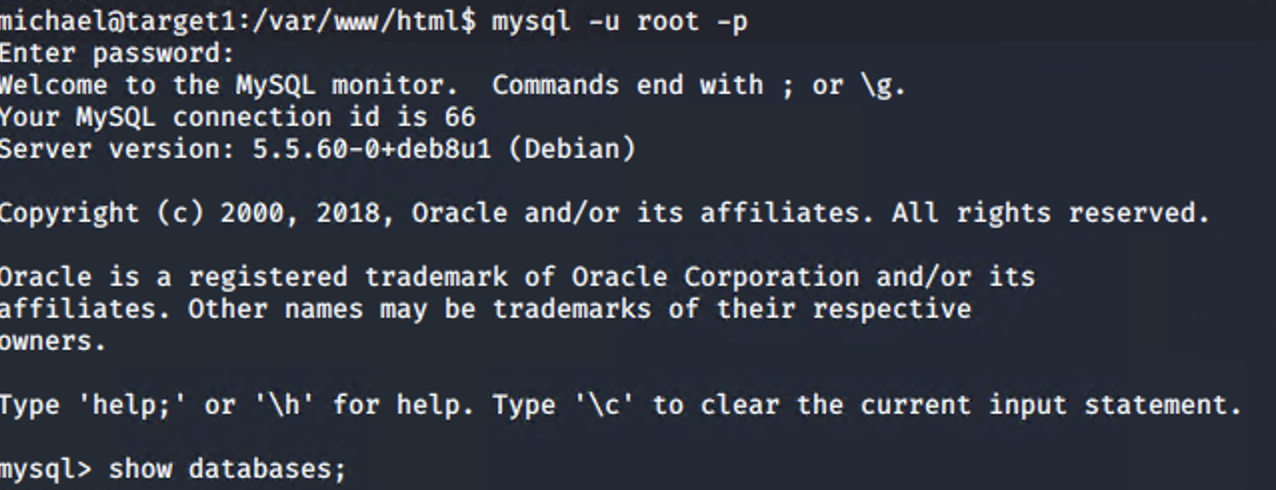 michael@target1:/var/www/html$ mysql -u root -p
Enter password:
Welcome to the MySQL monitor.  Commands end with ; or \g.
Your MySQL connection id is 66
Server version: 5.5.60-0+deb8u1 (Debian)
Copyright (c) 2000, 2018, Oracle and/or its affiliates. All rights reserved.
Oracle is a registered trademark of Oracle Corporation and/or its
affiliates. Other names may be trademarks of their respective
owners.
Type 'help;' or '\h' for help. Type '\c' to clear the current input statement.
mysql> show databases;